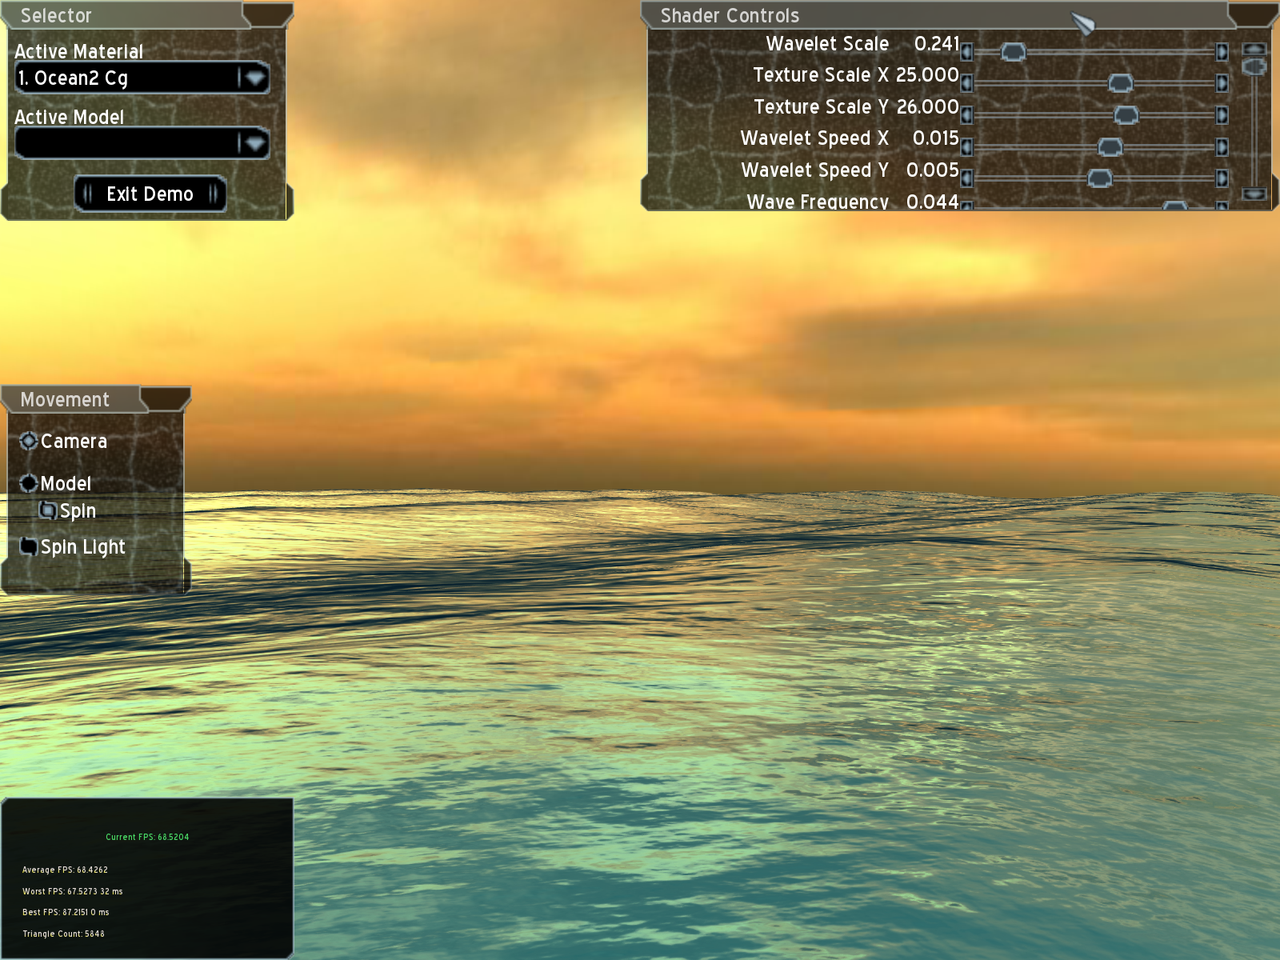 Selector
Active Material
1. Ocean2 Cg
Active Model
Exit Demo
Shader Controls
Wavelet Scale 0.241
Texture Scale X 25.000
Texture Scale Y 26.000
Wavelet Speed X 0.015
Wavelet Speed Y 0.005
Wave Frequency 0.044
Movement
Camera
Model
Spin
Spin Light
Current FPS: 68.5204
Average FPS: 68.4262
Worst FPS: 67.5273 32 ms
Best FPS: 87.2151 0 ms
Triangle Count: 5848